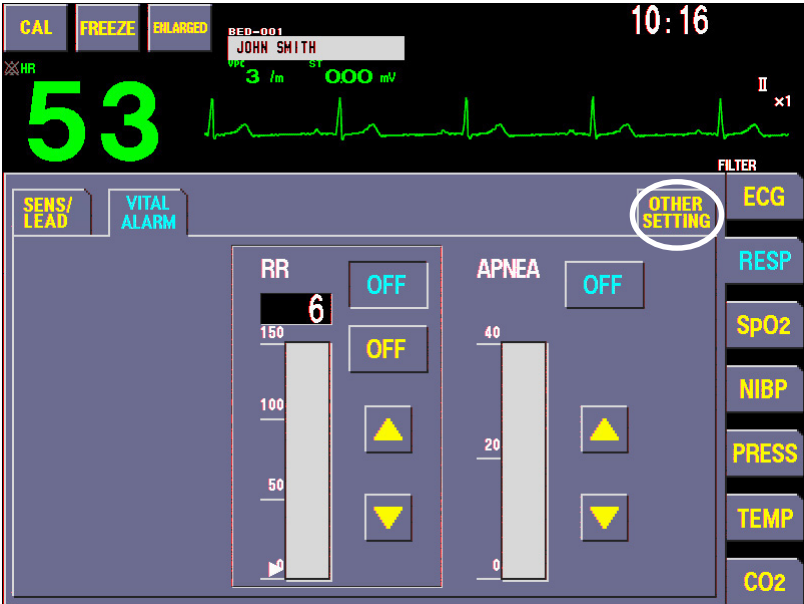 CAL FREEZE ENLARGED
BED-001
JOHN SMITH
10:16
HR
53
VPC 3 /m ST 0.00 mV
II
×1
FILTER
SENS/
LEAD
VITAL
ALARM
OTHER
SETTING
ECG
RESP
SpO2
NIBP
PRESS
TEMP
CO2
RR
OFF
6
OFF
150
100
50
0
APNEA
OFF
40
20
0